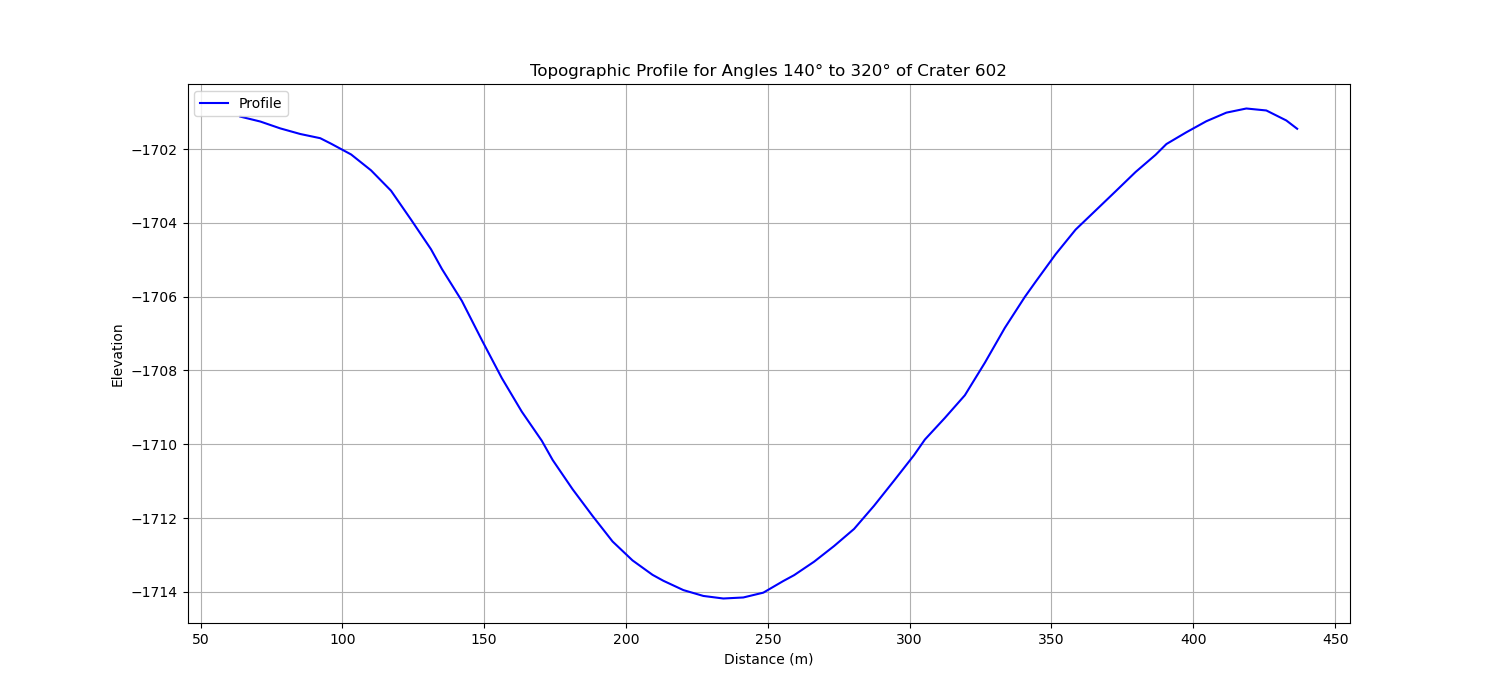 Topographic Profile for Angles 140° to 320° of Crater 602
Profile
−1702
−1704
−1706
−1708
−1710
−1712
−1714
Elevation
50 100 150 200 250 300 350 400 450
Distance (m)